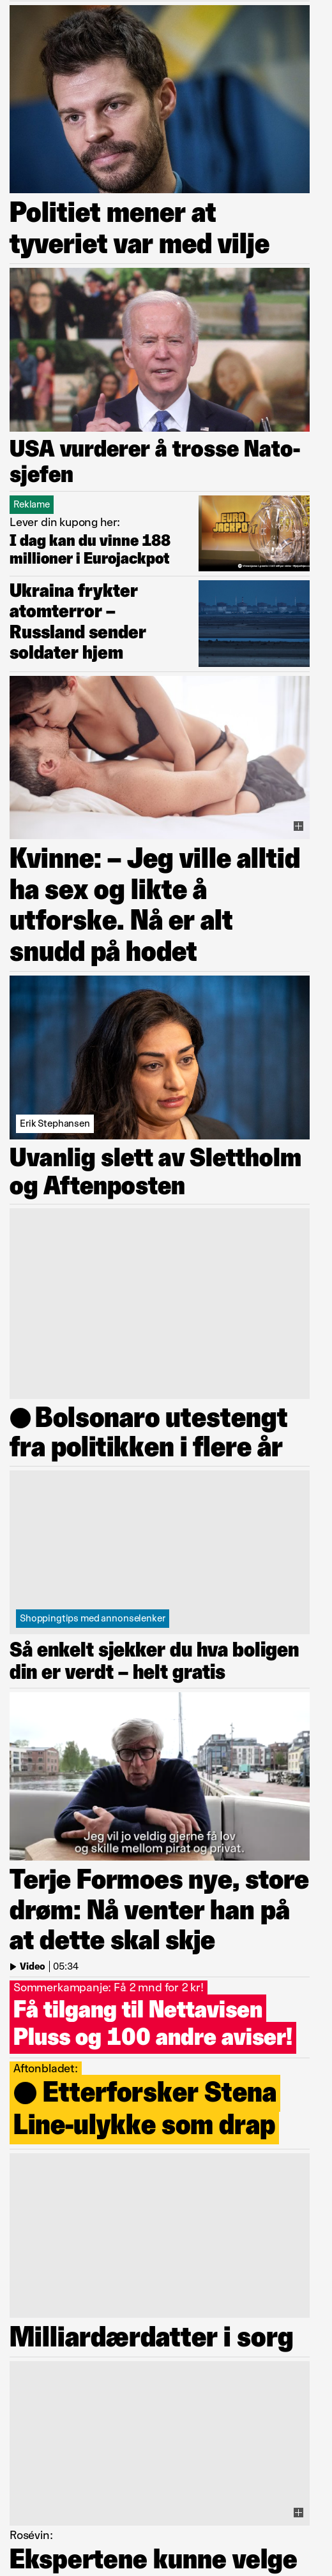 Politiet mener at
tyveriet var med vilje
USA vurderer å trosse Nato-
sjefen
Reklame
Lever din kupong her:
I dag kan du vinne 188
millioner i Eurojackpot
EURO
JACKPOT
Ukraina frykter
atomterror –
Russland sender
soldater hjem
Kvinne: – Jeg ville alltid
ha sex og likte å
utforske. Nå er alt
snudd på hodet
Erik Stephansen
Uvanlig slett av Slettholm
og Aftenposten
Bolsonaro utestengt
fra politikken i flere år
Shoppingtips med annonselenker
Så enkelt sjekker du hva boligen
din er verdt – helt gratis
Jeg vil jo veldig gjerne få lov
og skille mellom pirat og privat.
Terje Formoes nye, store
drøm: Nå venter han på
at dette skal skje
Video 05:34
Sommerkampanje: Få 2 mnd for 2 kr!
Få tilgang til Nettavisen
Pluss og 100 andre aviser!
Aftonbladet:
Etterforsker Stena
Line-ulykke som drap
Milliardærdatter i sorg
Rosévin:
Ekspertene kunne velge